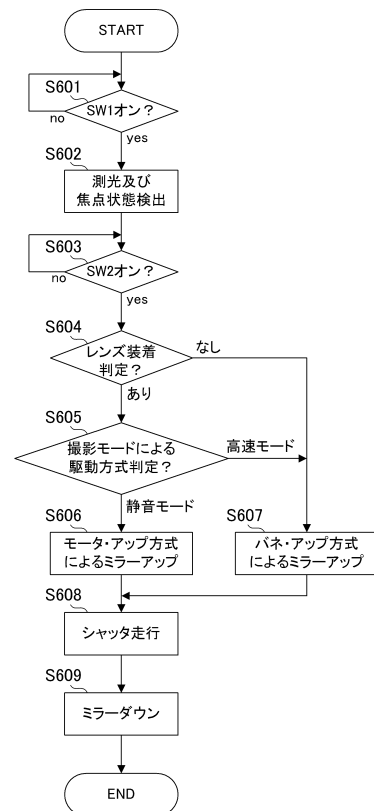 START
S601
SW1オン?
no
yes
S602
測光及び
焦点状態検出
S603
SW2オン?
no
yes
S604
レンズ装着
判定?
なし
あり
S605
撮影モードによる
駆動方式判定?
高速モード
静音モード
S606
モータ・アップ方式
によるミラーアップ
S607
バネ・アップ方式
によるミラーアップ
S608
シャッタ走行
S609
ミラーダウン
END